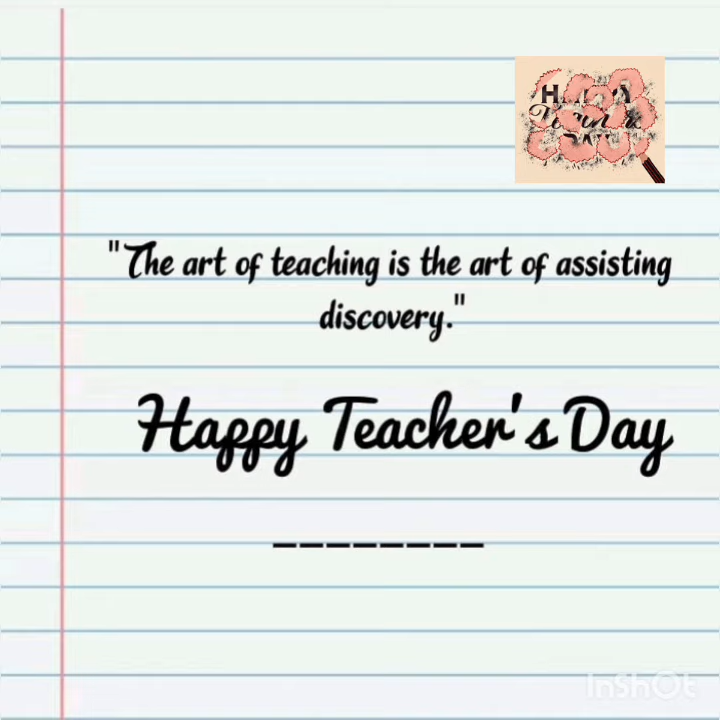 "The art of teaching is the art of assisting
discovery."
Happy Teacher's Day
________
InShOt